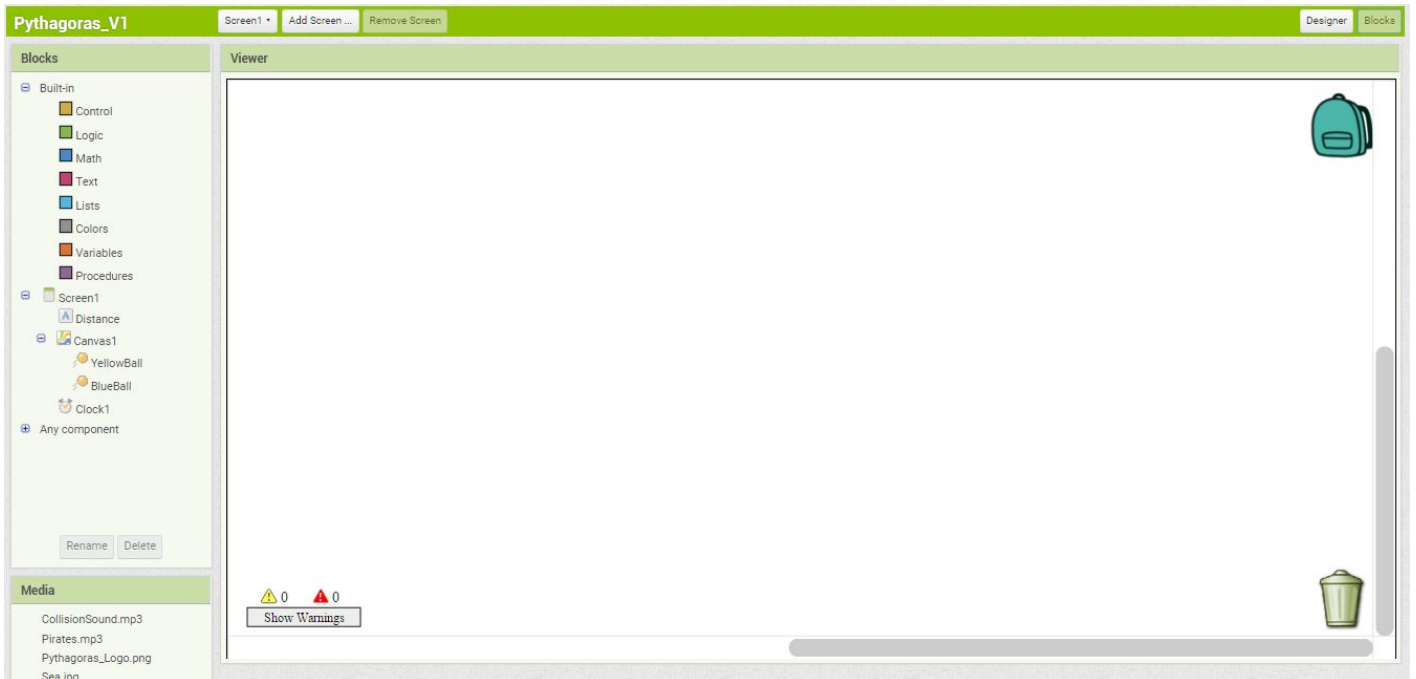 Pythagoras_V1 Screen1 Add Screen ... Remove Screen Designer Blocks
Blocks
Built-in
Control
Logic
Math
Text
Lists
Colors
Variables
Procedures
Screen1
A Distance
Canvas1
YellowBall
BlueBall
Clock1
Any component
Rename Delete
Media
CollisionSound.mp3
Pirates.mp3
Pythagoras_Logo.png
Sea.jpg
Viewer
0 0
Show Warnings